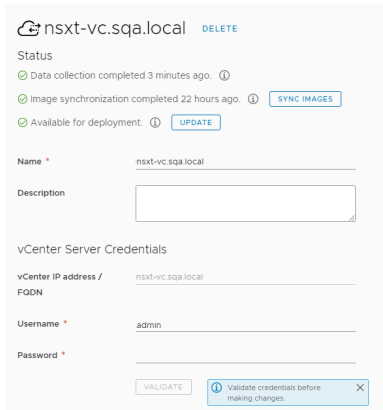 nsxt-vc.sqa.local DELETE
Status
Data collection completed 3 minutes ago.
Image synchronization completed 22 hours ago. SYNC IMAGES
Available for deployment. UPDATE
Name * nsxt-vc.sqa.local
Description
vCenter Server Credentials
vCenter IP address / nsxt-vc.sqa.local
FQDN
Username * admin
Password *
VALIDATE Validate credentials before
making changes.